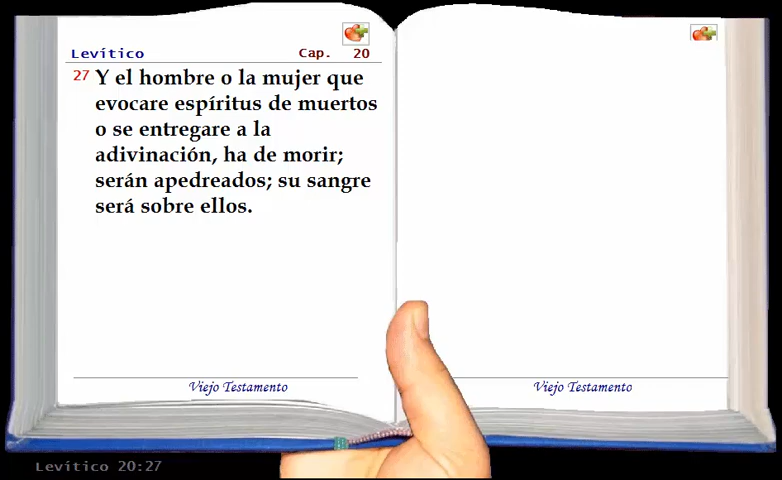 Levítico Cap. 20
27 Y el hombre o la mujer que
evocare espíritus de muertos
o se entregare a la
adivinación, ha de morir;
serán apedreados; su sangre
será sobre ellos.
Viejo Testamento
Viejo Testamento
Levítico 20:27